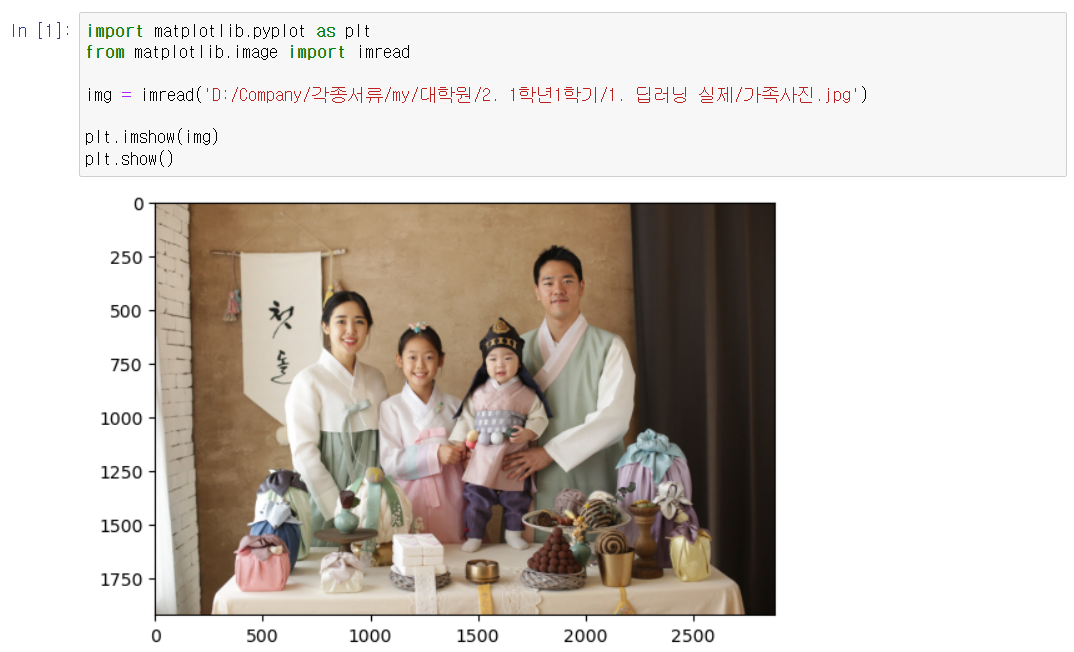 In [1]:
import matplotlib.pyplot as plt
from matplotlib.image import imread
img = imread('D:/Company/각종서류/my/대학원/2. 1학년1학기/1. 딥러닝 실제/가족사진.jpg')
plt.imshow(img)
plt.show()
0
250
500
750
1000
1250
1500
1750
첫
돌
0 500 1000 1500 2000 2500